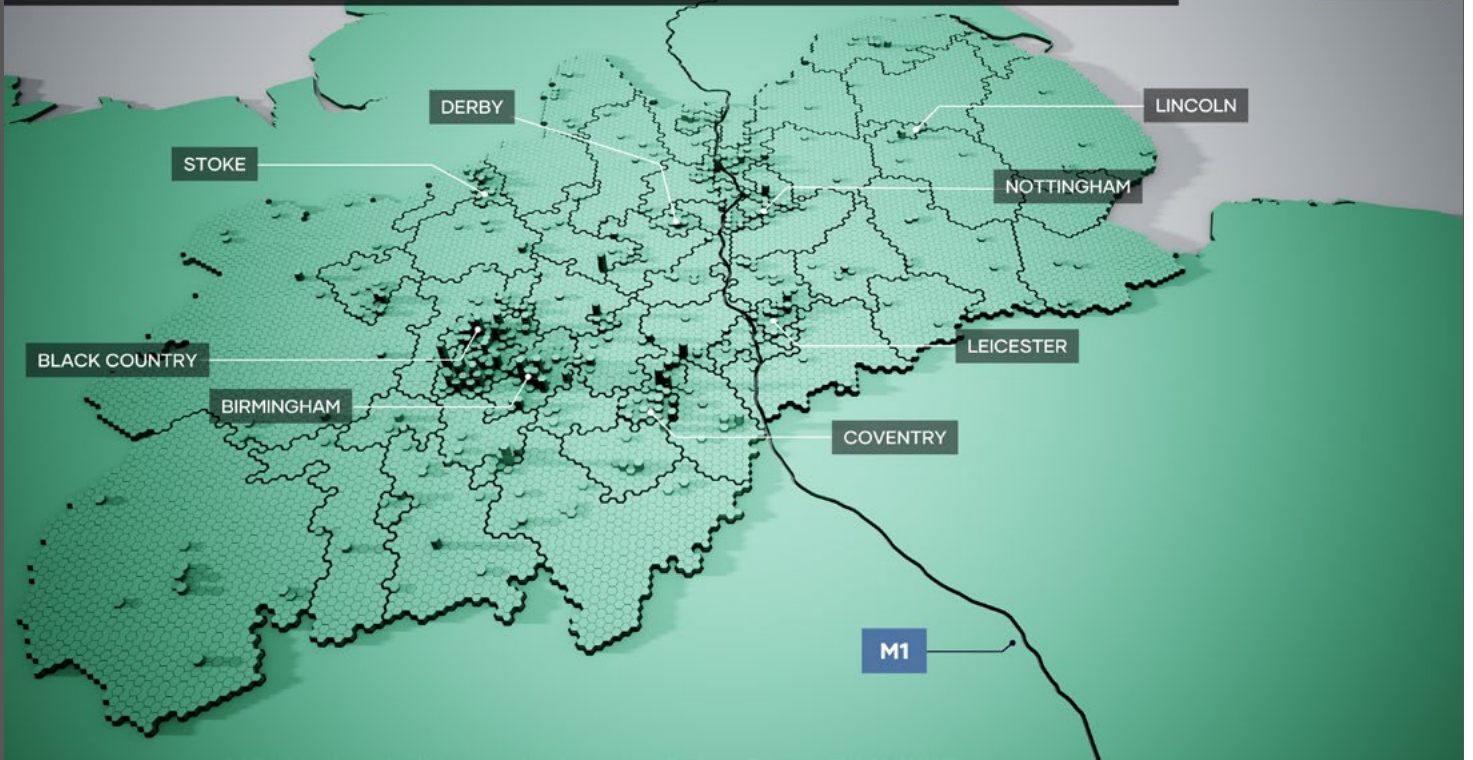 DERBY
LINCOLN
STOKE
NOTTINGHAM
BLACK COUNTRY
LEICESTER
BIRMINGHAM
COVENTRY
M1